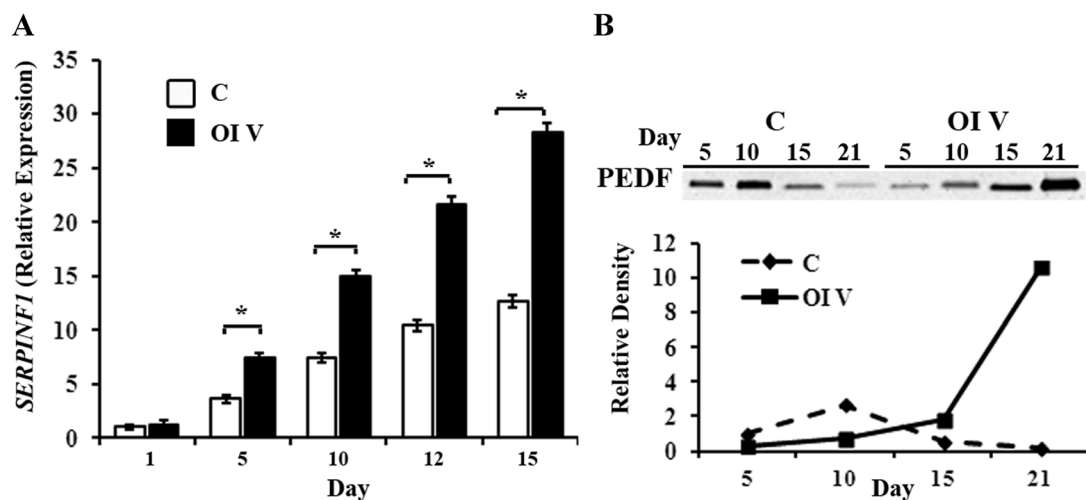 A
SERPINF1 (Relative Expression)
35
30
25
20
15
10
5
0
C
OI V
*
*
*
*
1 5 10 12 15
Day
B
C OI V
Day 5 10 15 21 5 10 15 21
PEDF
Relative Density
12
10
8
6
4
2
0
C
OI V
5 10 15 21
Day